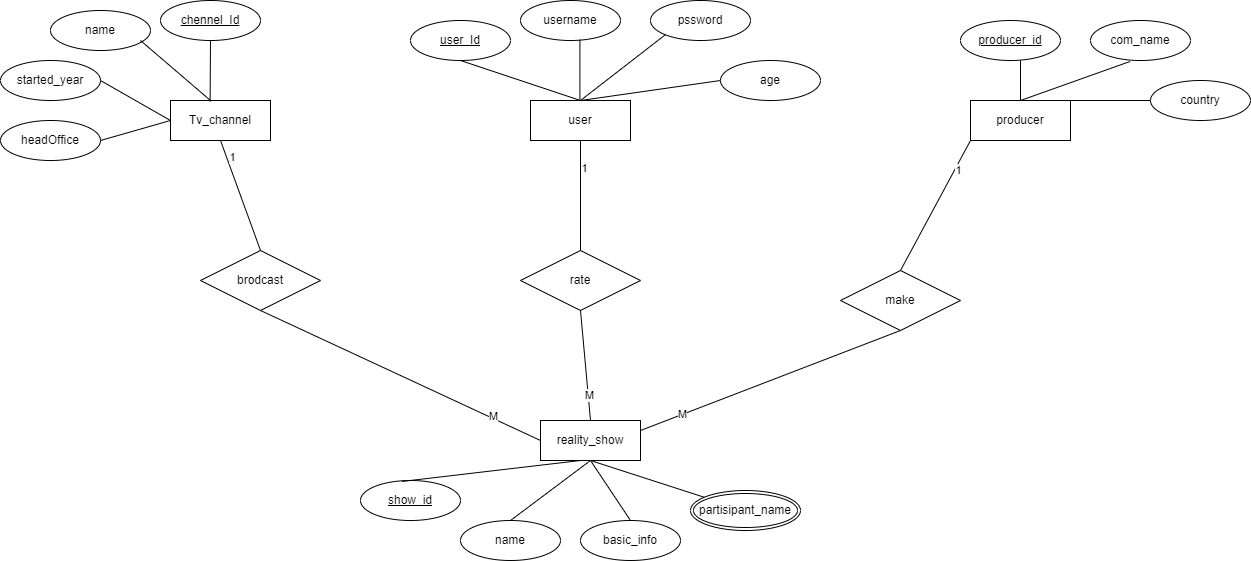 name
chennel_Id
started_year
headOffice
Tv_channel
user_Id
username
pssword
age
user
producer_id
com_name
country
producer
1
1
1
brodcast
rate
make
M
M
M
reality_show
show_id
name
basic_info
partisipant_name